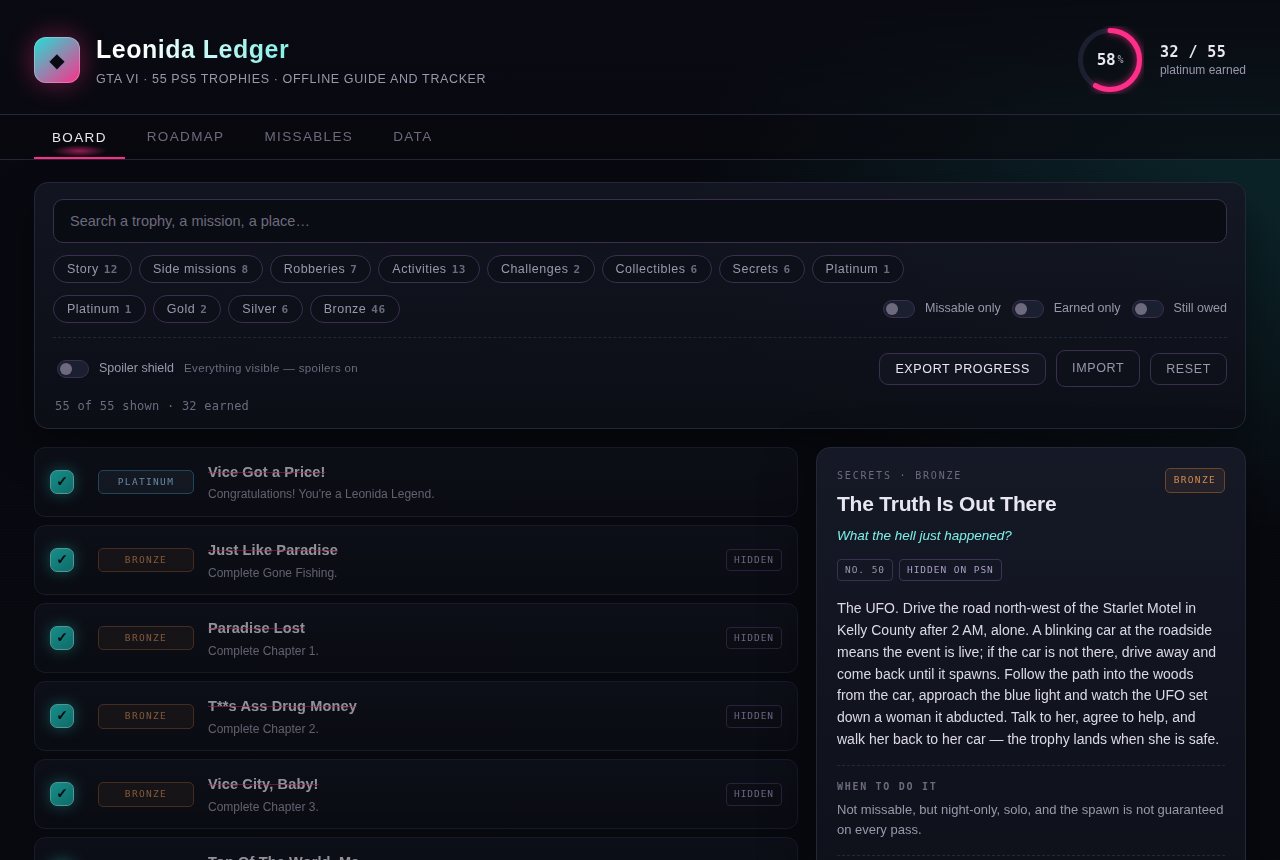 Leonida Ledger
GTA VI · 55 PS5 TROPHIES · OFFLINE GUIDE AND TRACKER
58%
32 / 55
platinum earned
BOARD
ROADMAP
MISSABLES
DATA
Search a trophy, a mission, a place…
Story 12
Side missions 8
Robberies 7
Activities 13
Challenges 2
Collectibles 6
Secrets 6
Platinum 1
Platinum 1
Gold 2
Silver 6
Bronze 46
Missable only
Earned only
Still owed
Spoiler shield
Everything visible — spoilers on
EXPORT PROGRESS
IMPORT
RESET
55 of 55 shown · 32 earned
PLATINUM
Vice Got a Price!
Congratulations! You're a Leonida Legend.
BRONZE
Just Like Paradise
Complete Gone Fishing.
HIDDEN
BRONZE
Paradise Lost
Complete Chapter 1.
HIDDEN
BRONZE
T**s Ass Drug Money
Complete Chapter 2.
HIDDEN
BRONZE
Vice City, Baby!
Complete Chapter 3.
HIDDEN
Top Of The World, Ma
SECRETS · BRONZE
BRONZE
The Truth Is Out There
What the hell just happened?
NO. 50
HIDDEN ON PSN
The UFO. Drive the road north-west of the Starlet Motel in
Kelly County after 2 AM, alone. A blinking car at the roadside
means the event is live; if the car is not there, drive away and
come back until it spawns. Follow the path into the woods
from the car, approach the blue light and watch the UFO set
down a woman it abducted. Talk to her, agree to help, and
walk her back to her car — the trophy lands when she is safe.
WHEN TO DO IT
Not missable, but night-only, solo, and the spawn is not guaranteed
on every pass.